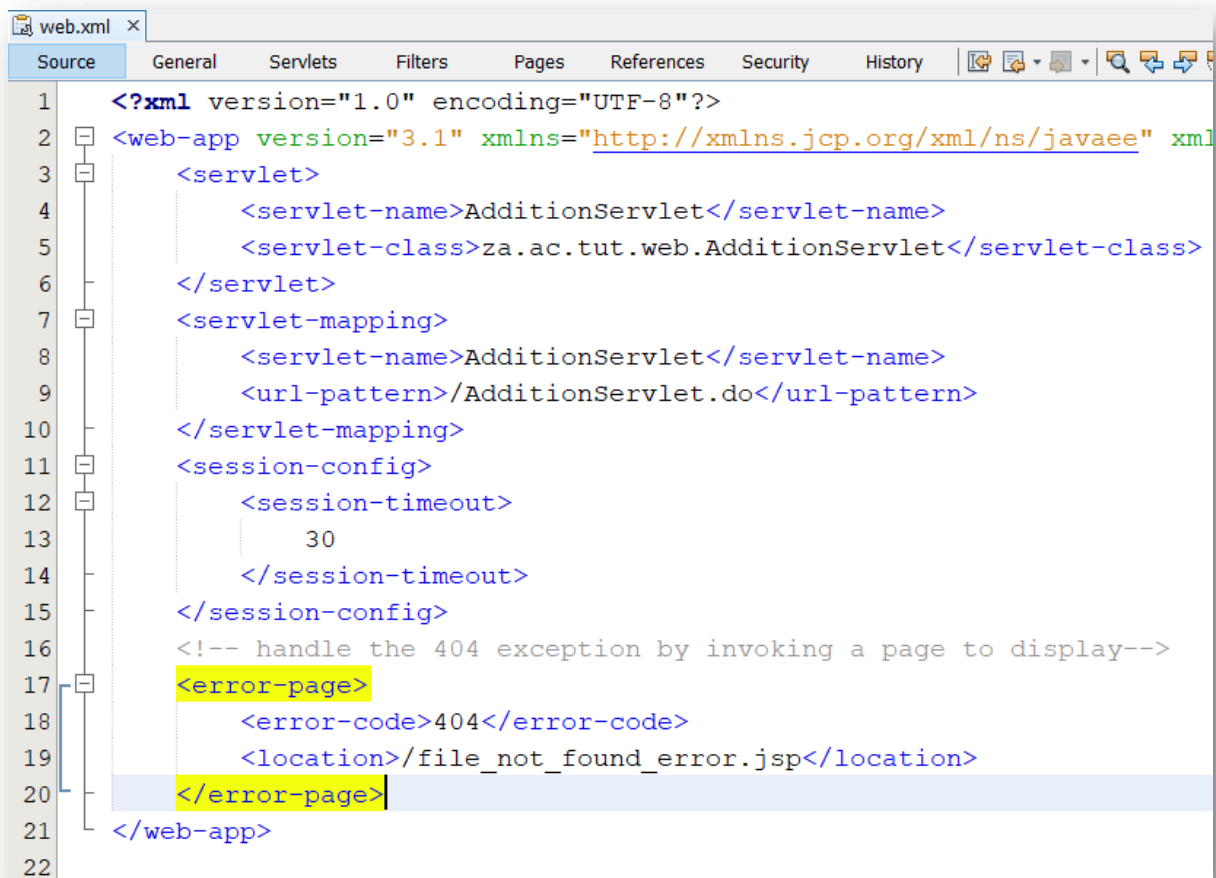 web.xml ×
Source General Servlets Filters Pages References Security History
1 <?xml version="1.0" encoding="UTF-8"?>
2 <web-app version="3.1" xmlns="http://xmlns.jcp.org/xml/ns/javaee" xml
3 <servlet>
4 <servlet-name>AdditionServlet</servlet-name>
5 <servlet-class>za.ac.tut.web.AdditionServlet</servlet-class>
6 </servlet>
7 <servlet-mapping>
8 <servlet-name>AdditionServlet</servlet-name>
9 <url-pattern>/AdditionServlet.do</url-pattern>
10 </servlet-mapping>
11 <session-config>
12 <session-timeout>
13 30
14 </session-timeout>
15 </session-config>
16 <!-- handle the 404 exception by invoking a page to display-->
17 <error-page>
18 <error-code>404</error-code>
19 <location>/file_not_found_error.jsp</location>
20 </error-page>
21 </web-app>
22